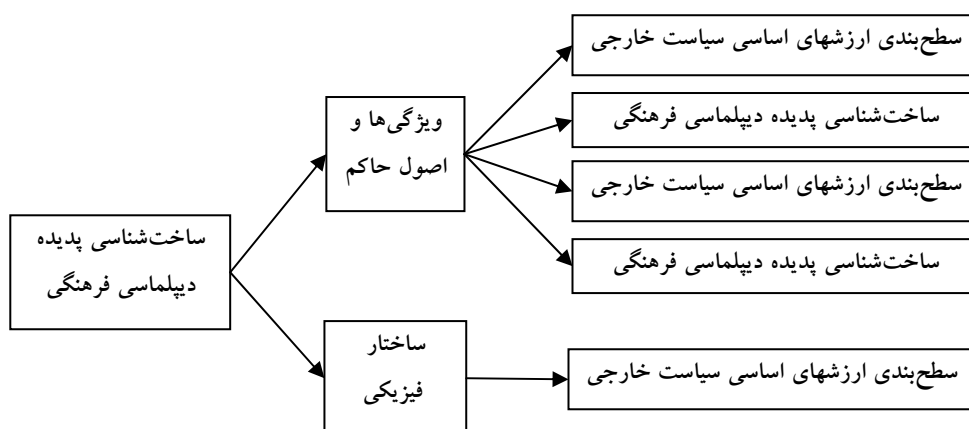 سطح‌بندی ارزشهای اساسی سیاست خارجی
ویژگی‌ها و
اصول حاکم
ساخت‌شناسی پدیده دیپلماسی فرهنگی
سطح‌بندی ارزشهای اساسی سیاست خارجی
ساخت‌شناسی پدیده
دیپلماسی فرهنگی
ساخت‌شناسی پدیده دیپلماسی فرهنگی
ساختار
فیزیکی
سطح‌بندی ارزشهای اساسی سیاست خارجی